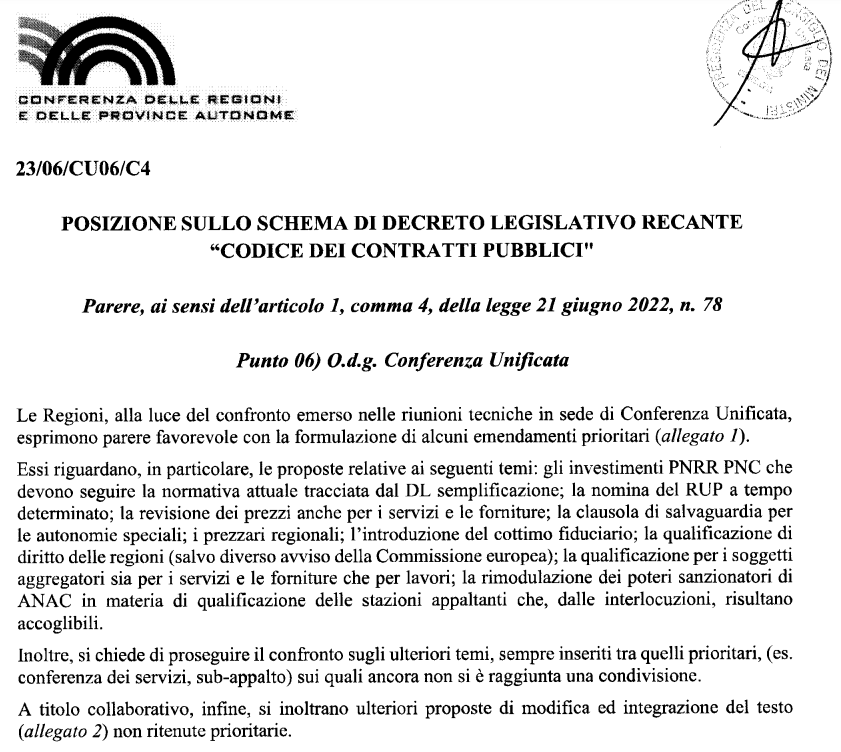 CONFERENZA DELLE REGIONI
E DELLE PROVINCE AUTONOME
PRESIDENZA DEL CONSIGLIO DEI MINISTRI
23/06/CU06/C4
POSIZIONE SULLO SCHEMA DI DECRETO LEGISLATIVO RECANTE
“CODICE DEI CONTRATTI PUBBLICI"
Parere, ai sensi dell’articolo 1, comma 4, della legge 21 giugno 2022, n. 78
Punto 06) O.d.g. Conferenza Unificata
Le Regioni, alla luce del confronto emerso nelle riunioni tecniche in sede di Conferenza Unificata,
esprimono parere favorevole con la formulazione di alcuni emendamenti prioritari (allegato 1).
Essi riguardano, in particolare, le proposte relative ai seguenti temi: gli investimenti PNRR PNC che
devono seguire la normativa attuale tracciata dal DL semplificazione; la nomina del RUP a tempo
determinato; la revisione dei prezzi anche per i servizi e le forniture; la clausola di salvaguardia per
le autonomie speciali; i prezzari regionali; l’introduzione del cottimo fiduciario; la qualificazione di
diritto delle regioni (salvo diverso avviso della Commissione europea); la qualificazione per i soggetti
aggregatori sia per i servizi e le forniture che per lavori; la rimodulazione dei poteri sanzionatori di
ANAC in materia di qualificazione delle stazioni appaltanti che, dalle interlocuzioni, risultano
accoglibili.
Inoltre, si chiede di proseguire il confronto sugli ulteriori temi, sempre inseriti tra quelli prioritari, (es.
conferenza dei servizi, sub-appalto) sui quali ancora non si è raggiunta una condivisione.
A titolo collaborativo, infine, si inoltrano ulteriori proposte di modifica ed integrazione del testo
(allegato 2) non ritenute prioritarie.